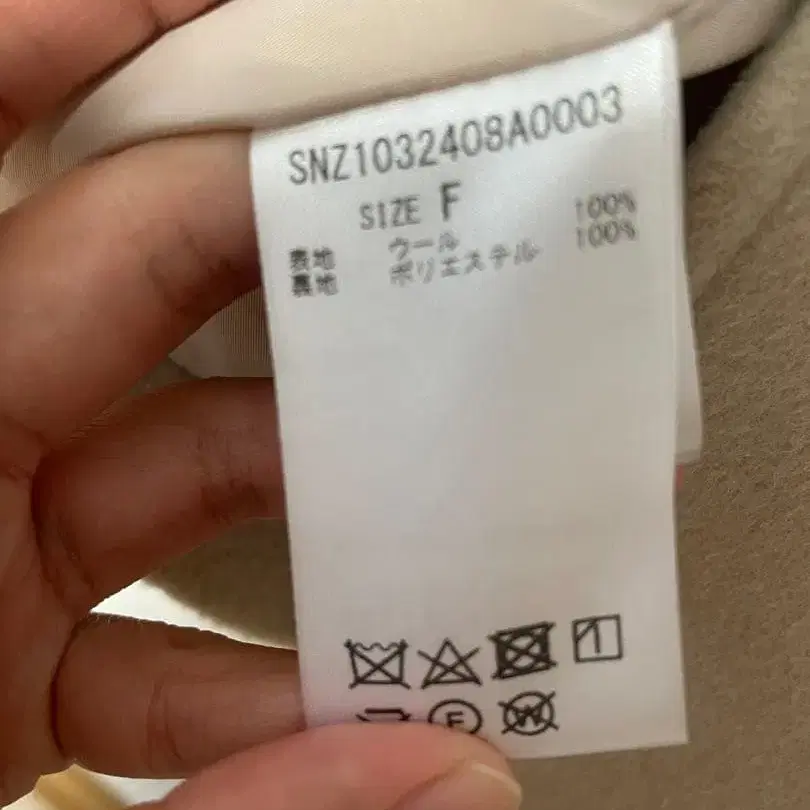 SNZ1032408A0003
SIZE F
表地 ウール 100%
裏地 ポリエステル 100%
F W